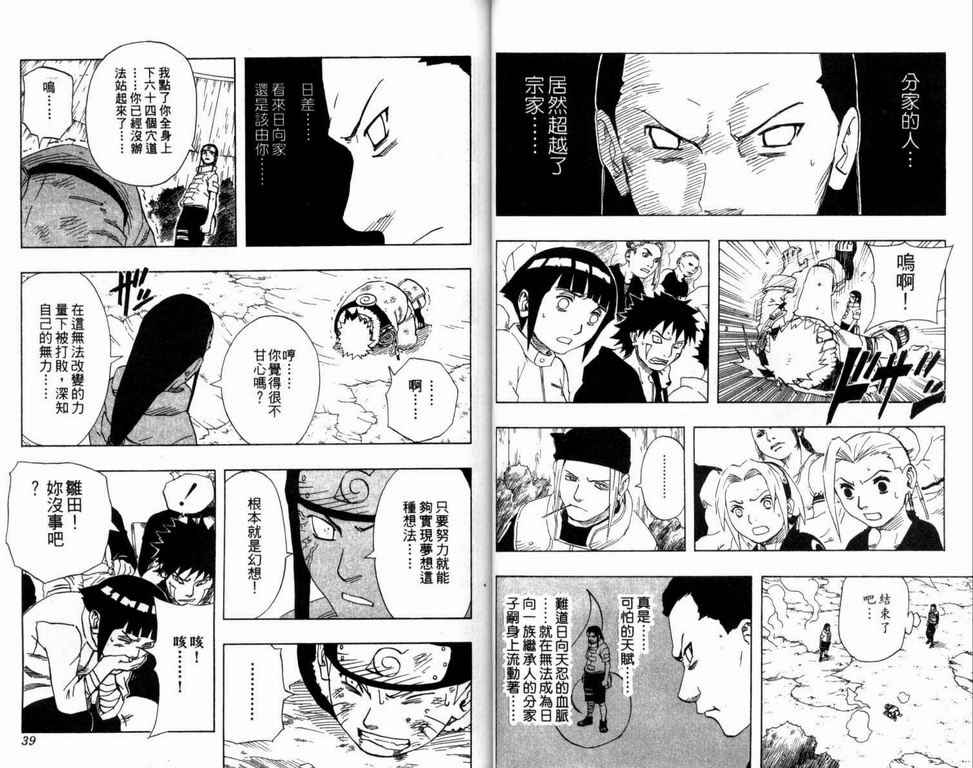 分家的人…
居然超越了
宗家……
嗚啊！
ドサッ
……
結束了
吧…
真是……
可怕的天賦……
難道日向天忍的血脈
……就在無法成為日
向一族繼承人的分家
子嗣身上流動著……
日差……
看來日向家
還是該由你……
我點了你全身上
下六十四個穴道
……你已經沒辦
法站起來了……
嗚……
……
啊……
哼……
你覺得很不
甘心嗎？
在這無法改變的力
量下被打敗，深知
自己的無力……
ザッ
只要努力就能
夠實現夢想這
種想法…
根本就是幻想！
！
雛田！
妳沒事吧
？
咳！
咳…
……
39